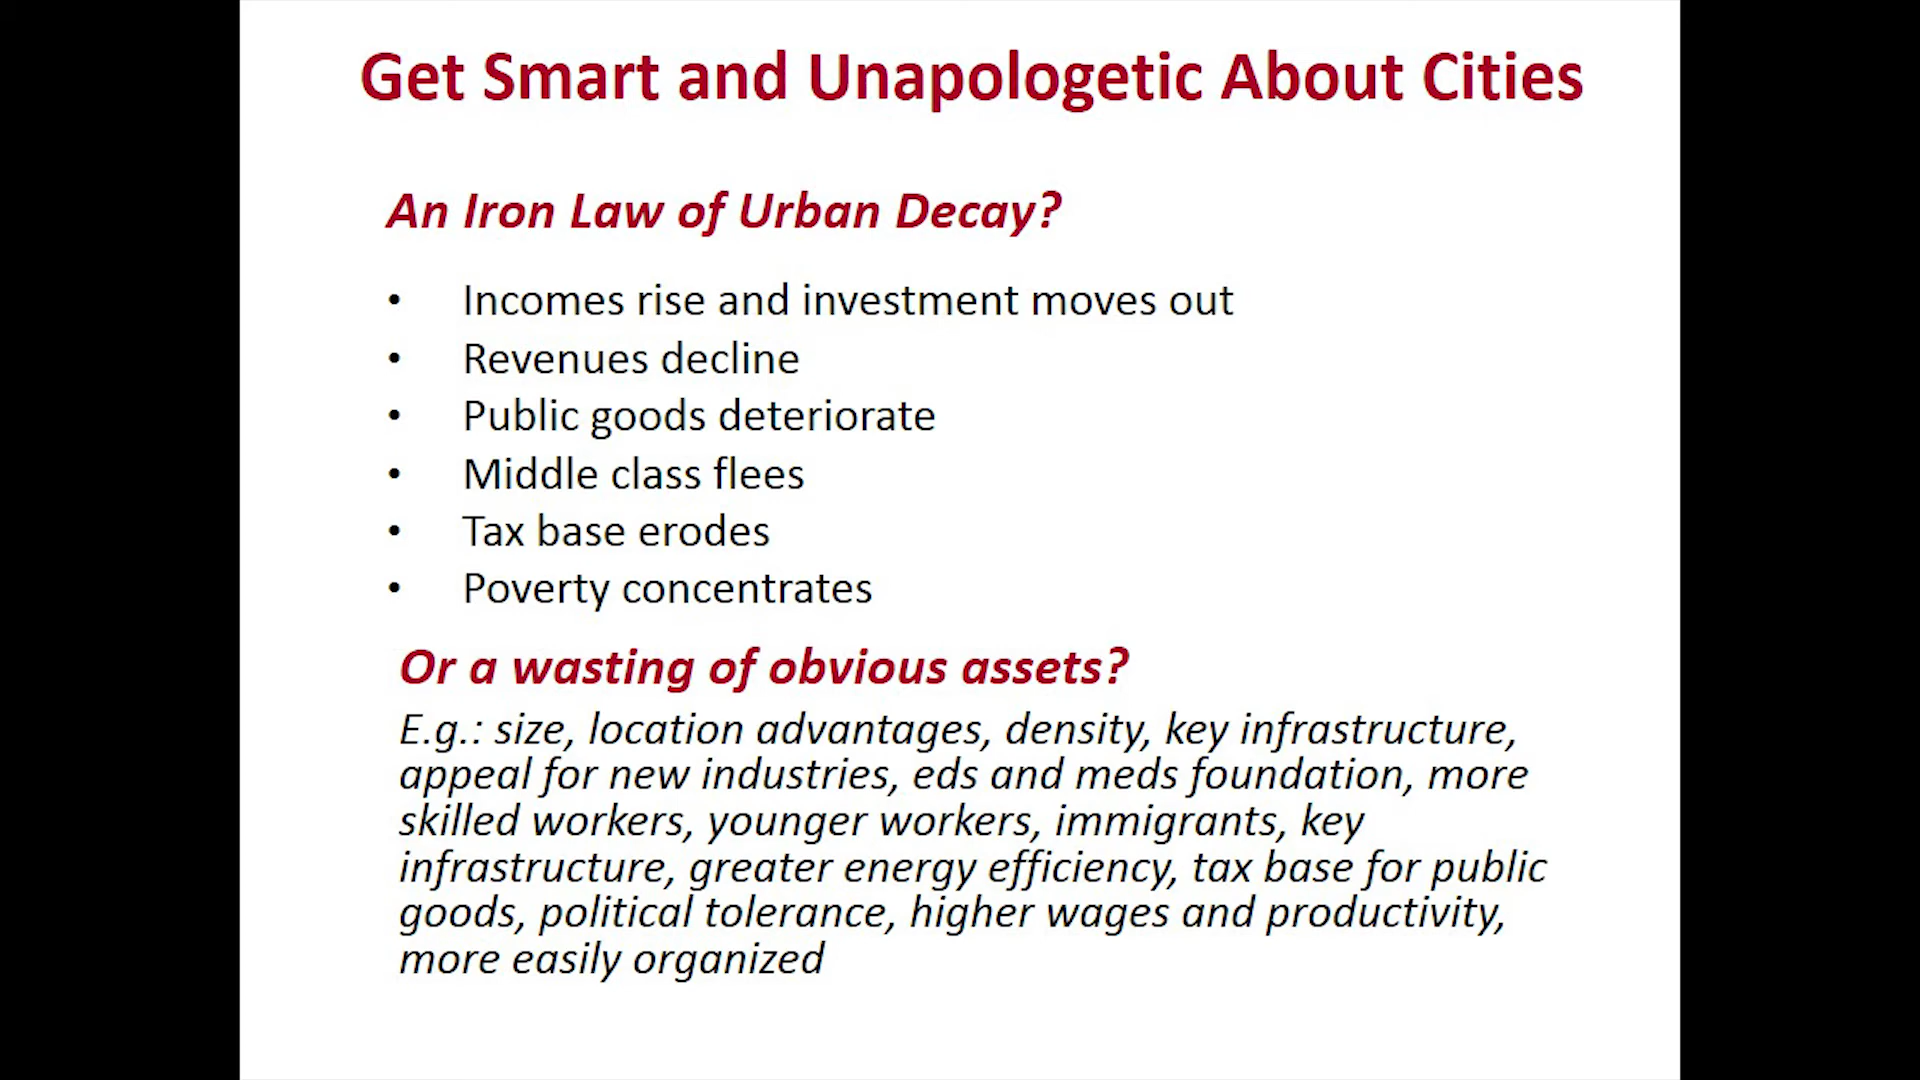 Get Smart and Unapologetic About Cities
An Iron Law of Urban Decay?
• Incomes rise and investment moves out
• Revenues decline
• Public goods deteriorate
• Middle class flees
• Tax base erodes
• Poverty concentrates
Or a wasting of obvious assets?
E.g.: size, location advantages, density, key infrastructure,
appeal for new industries, eds and meds foundation, more
skilled workers, younger workers, immigrants, key
infrastructure, greater energy efficiency, tax base for public
goods, political tolerance, higher wages and productivity,
more easily organized